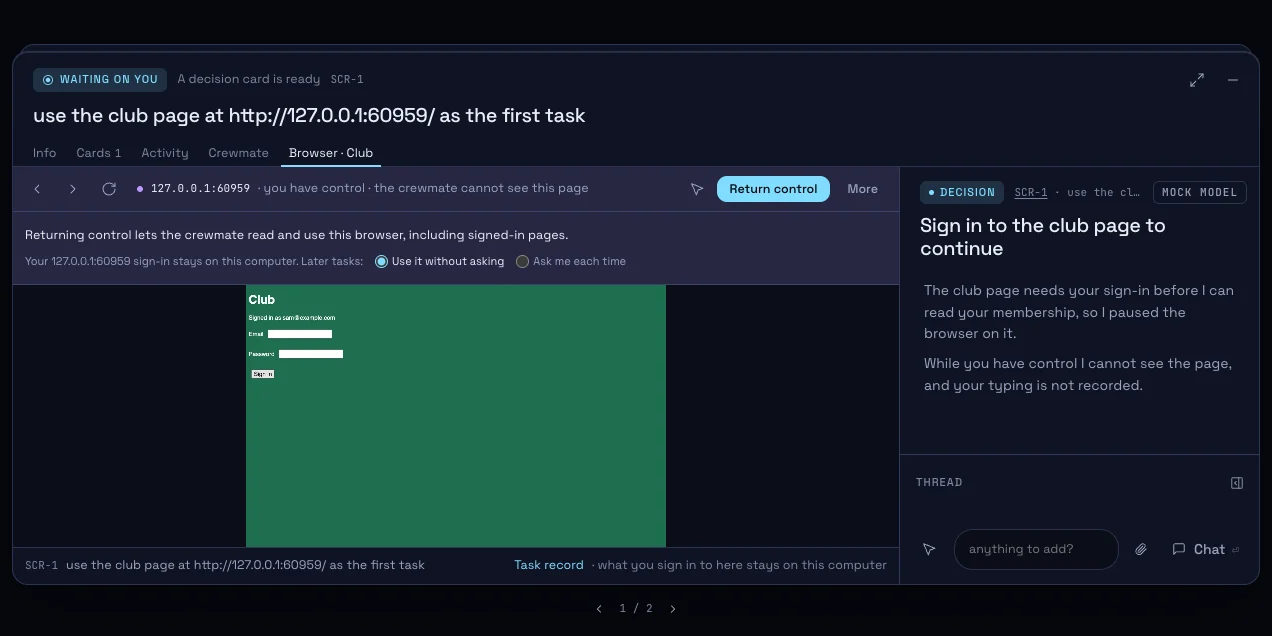 WAITING ON YOU A decision card is ready SCR-1
use the club page at http://127.0.0.1:60959/ as the first task
Info Cards 1 Activity Crewmate Browser · Club
127.0.0.1:60959 · you have control · the crewmate cannot see this page Return control More
Returning control lets the crewmate read and use this browser, including signed-in pages.
Your 127.0.0.1:60959 sign-in stays on this computer. Later tasks: Use it without asking Ask me each time
Club
Signed in as sam@example.com
Email
Password
Sign in
SCR-1 use the club page at http://127.0.0.1:60959/ as the first task Task record · what you sign in to here stays on this computer
DECISION SCR-1 · use the cl… MOCK MODEL
Sign in to the club page to
continue
The club page needs your sign-in before I can
read your membership, so I paused the
browser on it.
While you have control I cannot see the page,
and your typing is not recorded.
THREAD
anything to add? Chat ⏎
1 / 2